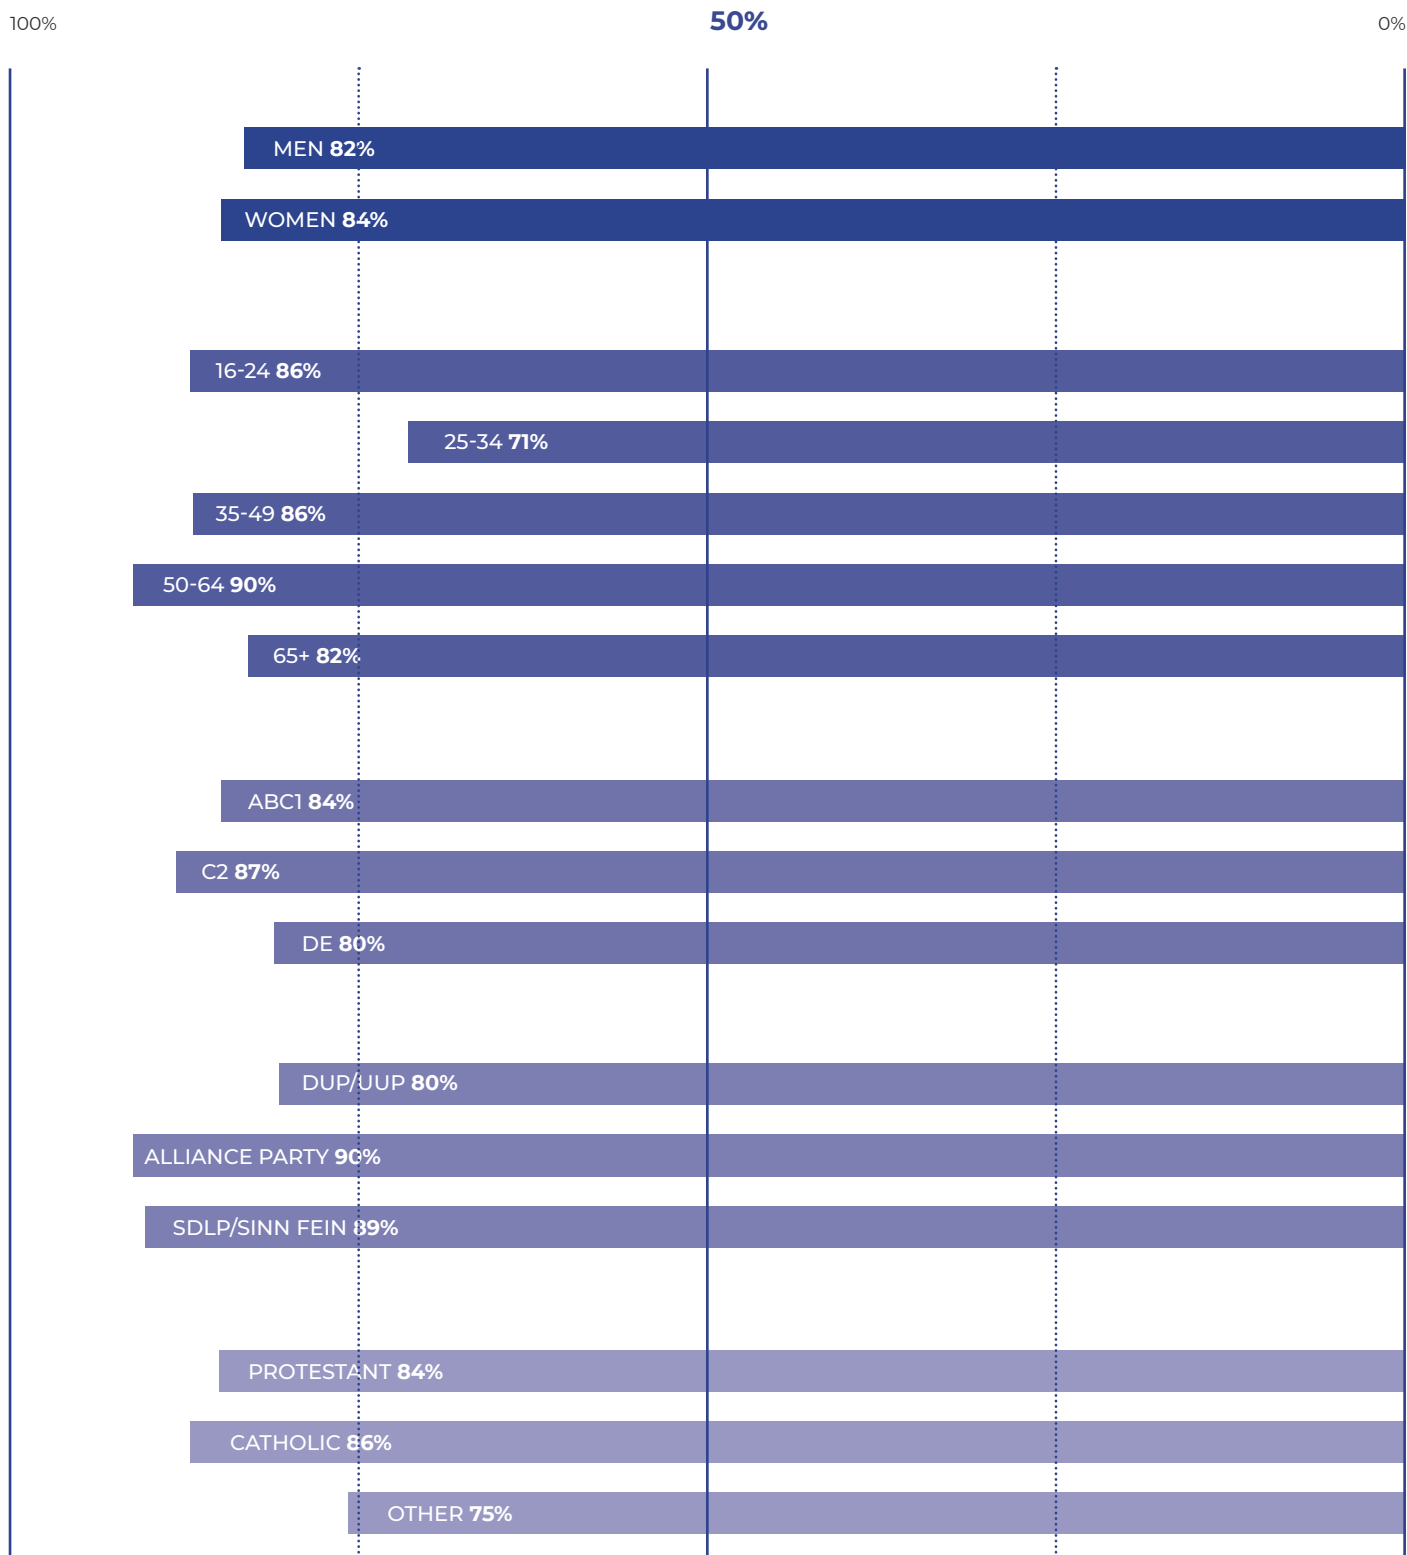 100% 50% 0%
MEN 82%
WOMEN 84%
16-24 86%
25-34 71%
35-49 86%
50-64 90%
65+ 82%
ABC1 84%
C2 87%
DE 80%
DUP/UUP 80%
ALLIANCE PARTY 90%
SDLP/SINN FEIN 89%
PROTESTANT 84%
CATHOLIC 86%
OTHER 75%